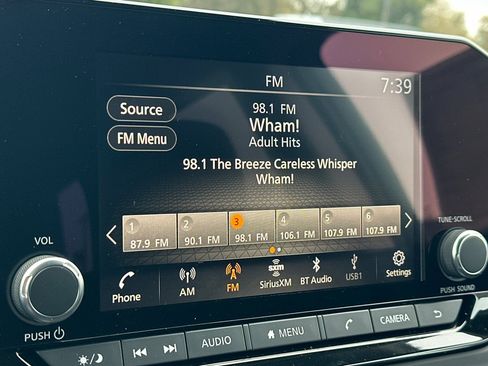 FM
7:39
Source
98.1 FM
Wham!
FM Menu
Adult Hits
98.1 The Breeze Careless Whisper
Wham!
1
2
3
4
5
6
87.9 FM
90.1 FM
98.1 FM
106.1 FM
107.9 FM
107.9 FM
VOL
TUNE·SCROLL
Phone
AM
FM
sxm
SiriusXM
BT Audio
USB1
Settings
PUSH
PUSH SOUND
AUDIO
MENU
CAMERA